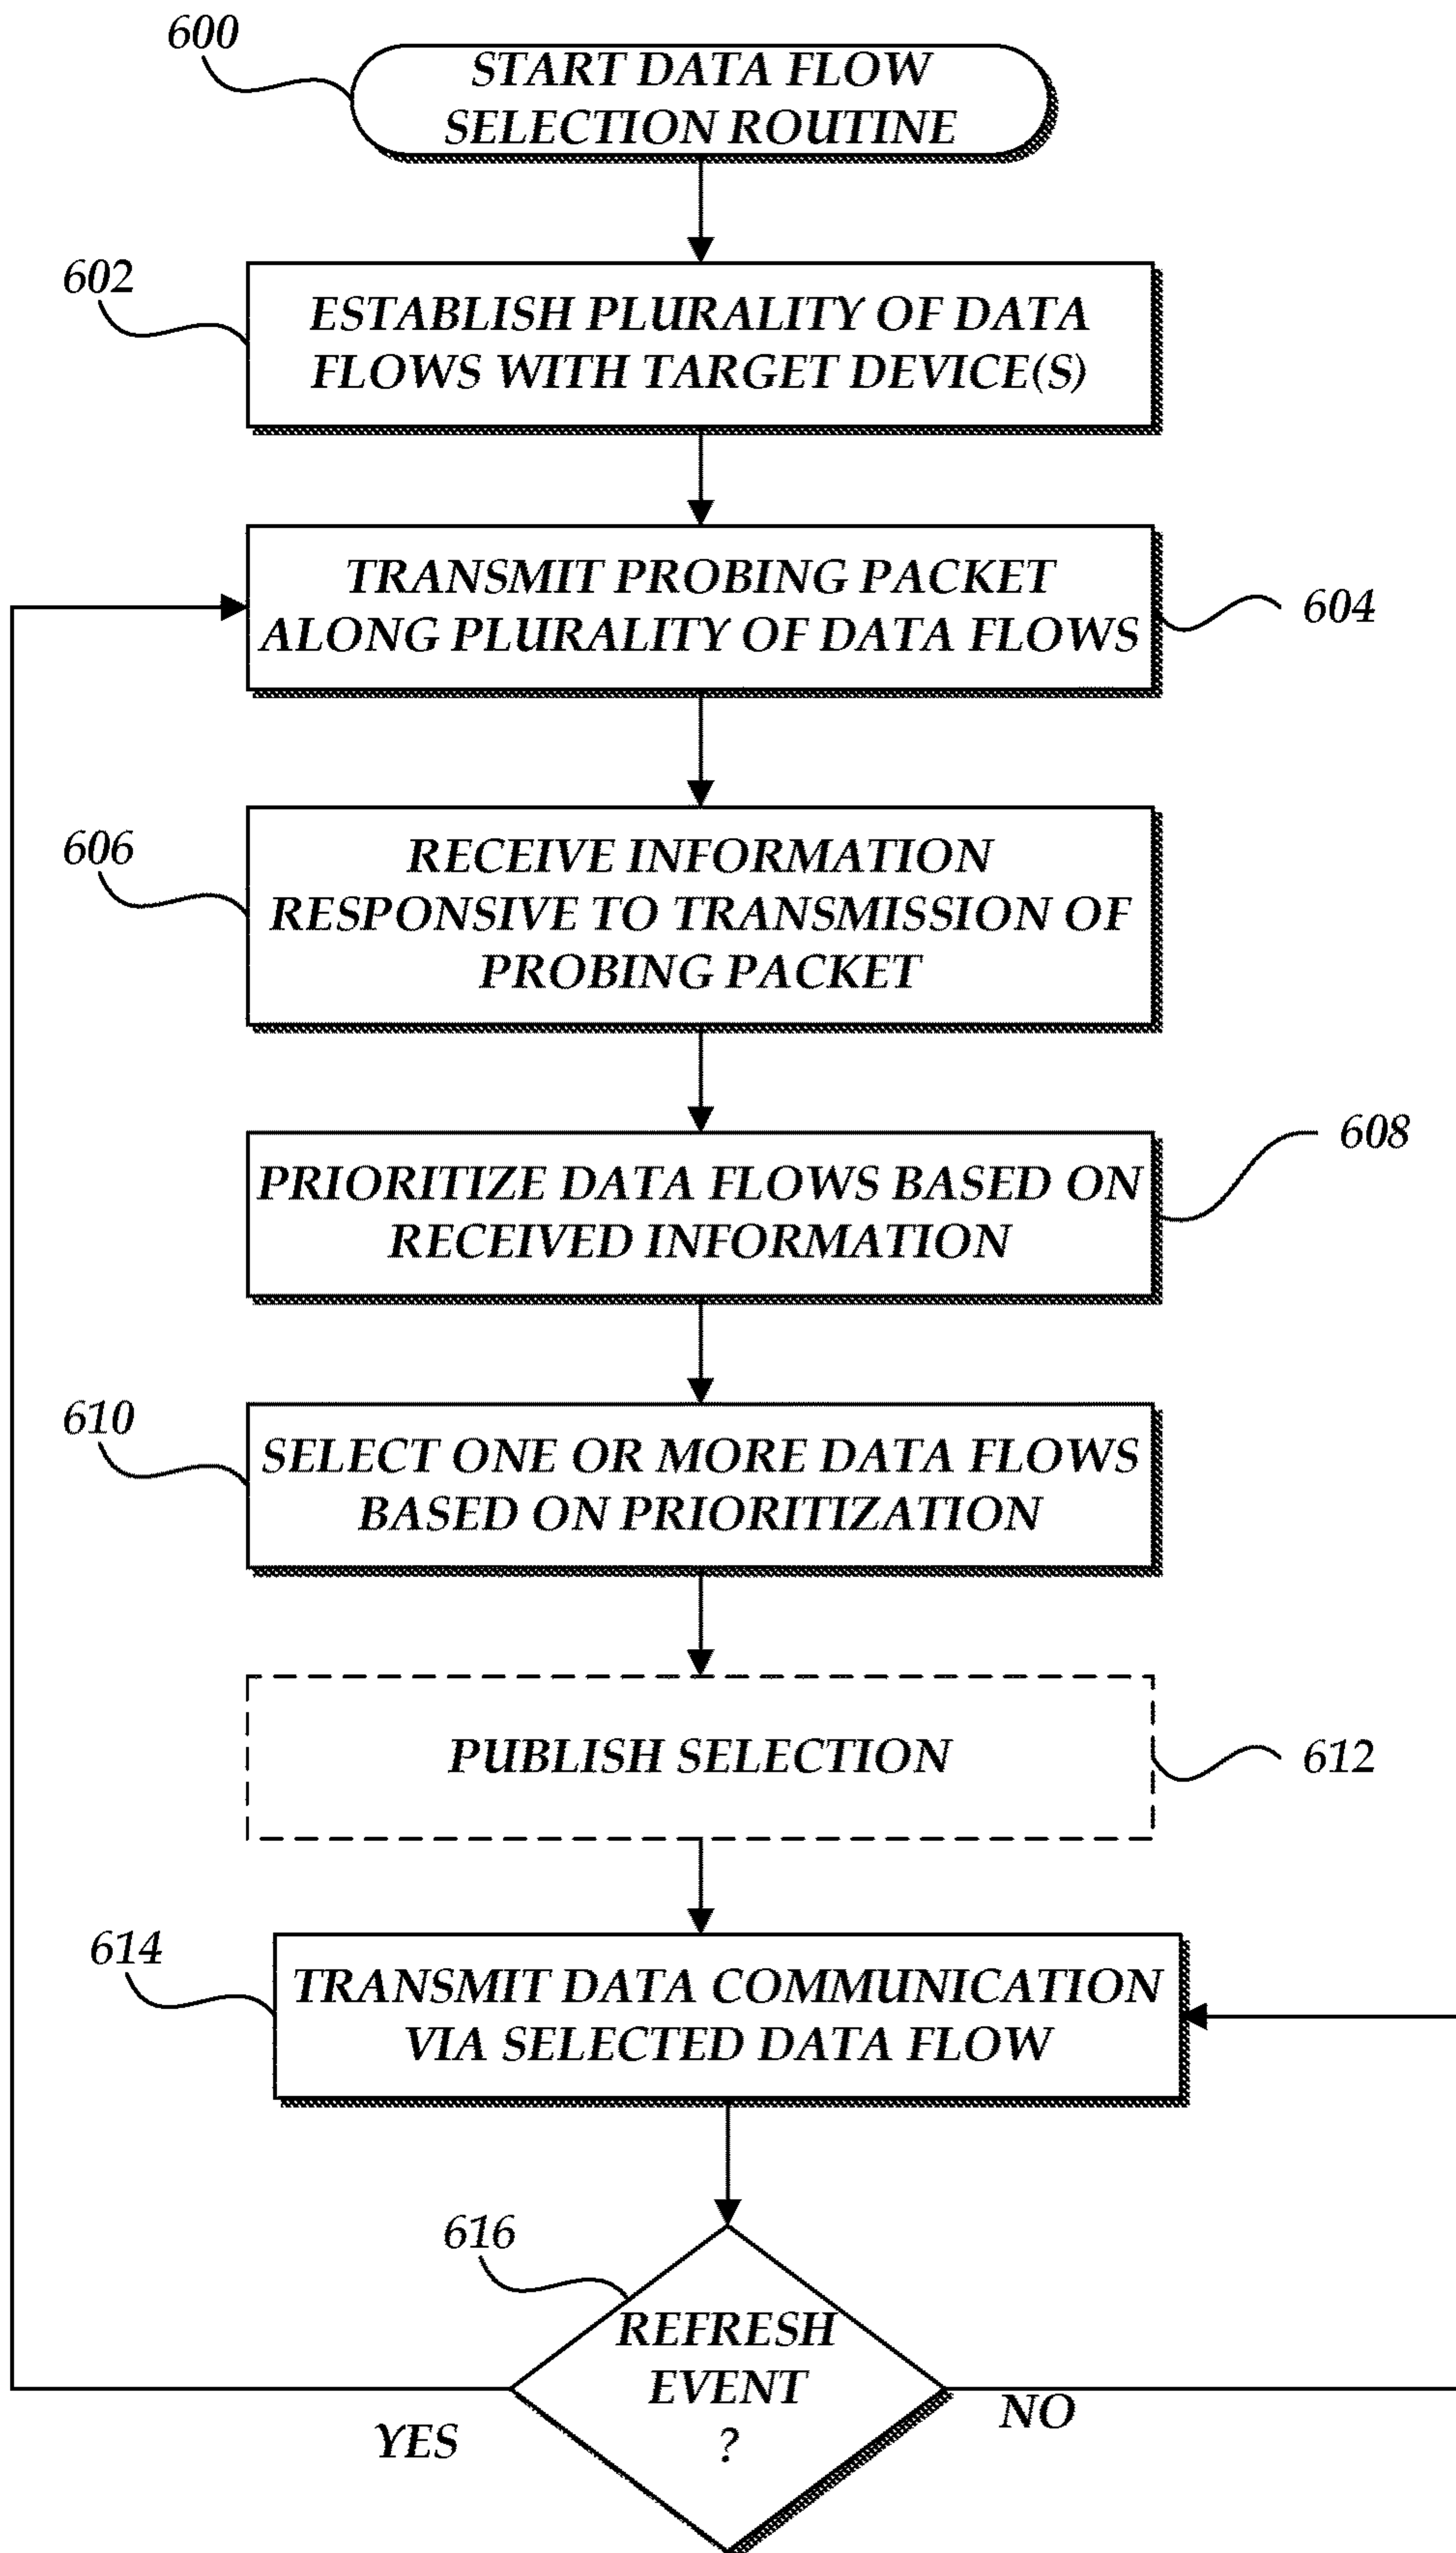 600
START DATA FLOW
SELECTION ROUTINE
602
ESTABLISH PLURALITY OF DATA
FLOWS WITH TARGET DEVICE(S)
TRANSMIT PROBING PACKET
ALONG PLURALITY OF DATA FLOWS
604
606
RECEIVE INFORMATION
RESPONSIVE TO TRANSMISSION OF
PROBING PACKET
608
PRIORITIZE DATA FLOWS BASED ON
RECEIVED INFORMATION
610
SELECT ONE OR MORE DATA FLOWS
BASED ON PRIORITIZATION
PUBLISH SELECTION
612
614
TRANSMIT DATA COMMUNICATION
VIA SELECTED DATA FLOW
616
REFRESH
EVENT
?
YES
NO